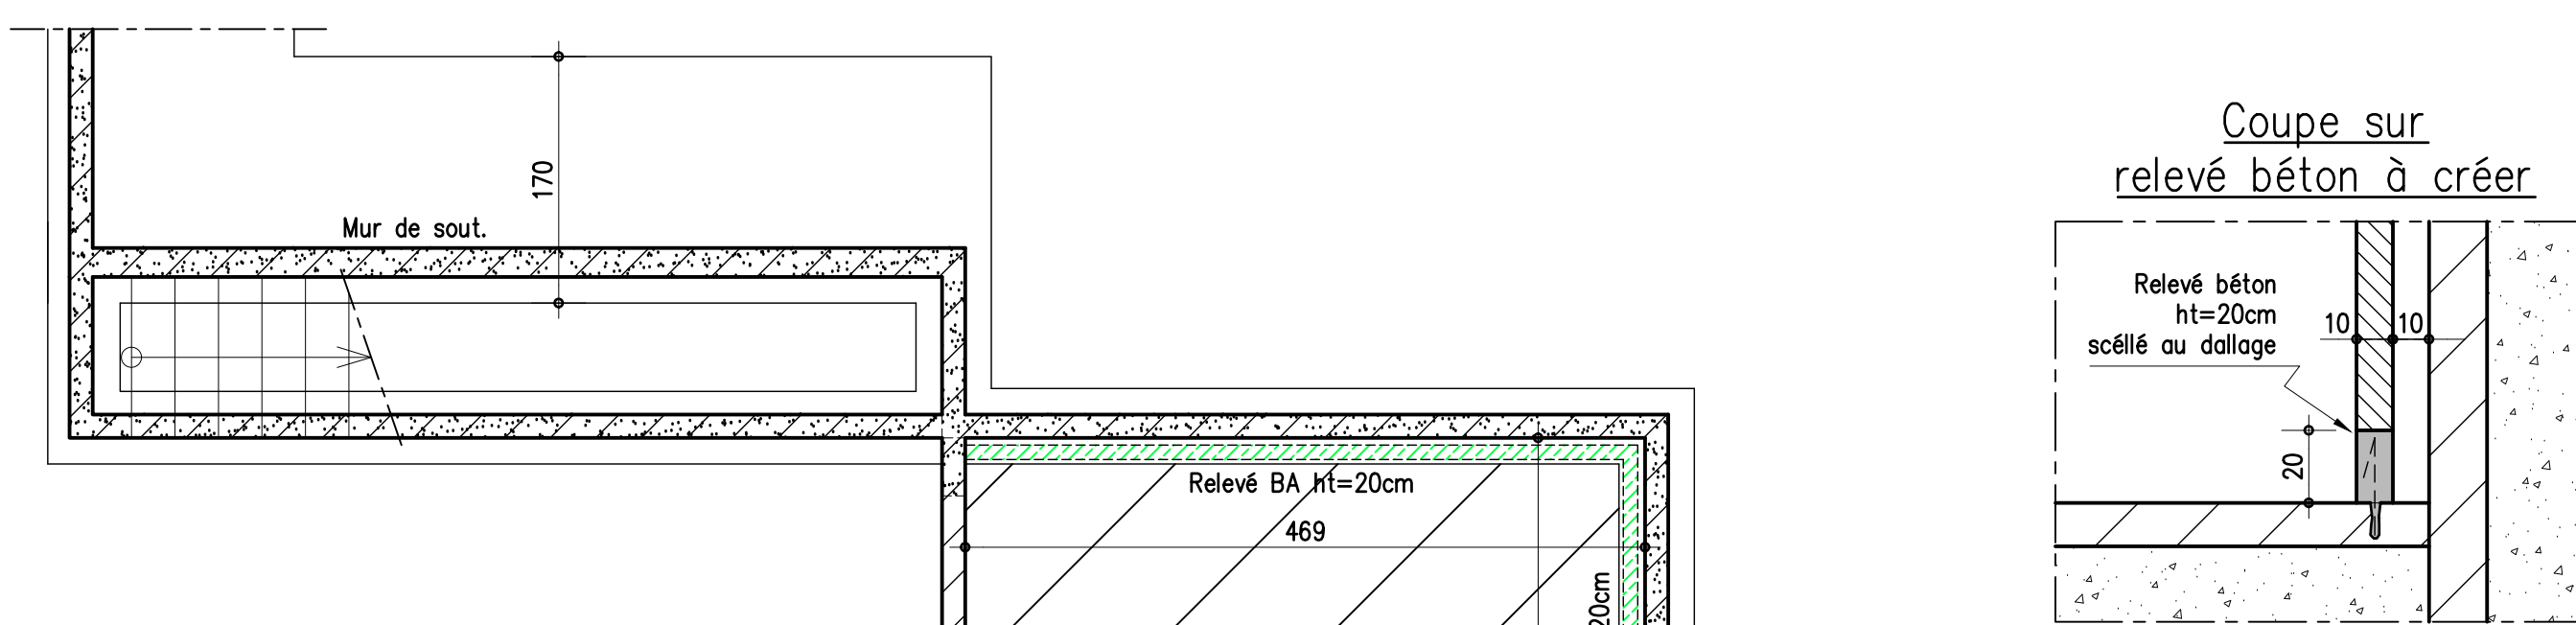 170
Mur de sout.
Relevé BA ht=20cm
469
20cm
Coupe sur
relevé béton à créer
Relevé béton
ht=20cm
scéllé au dallage
10
10
20